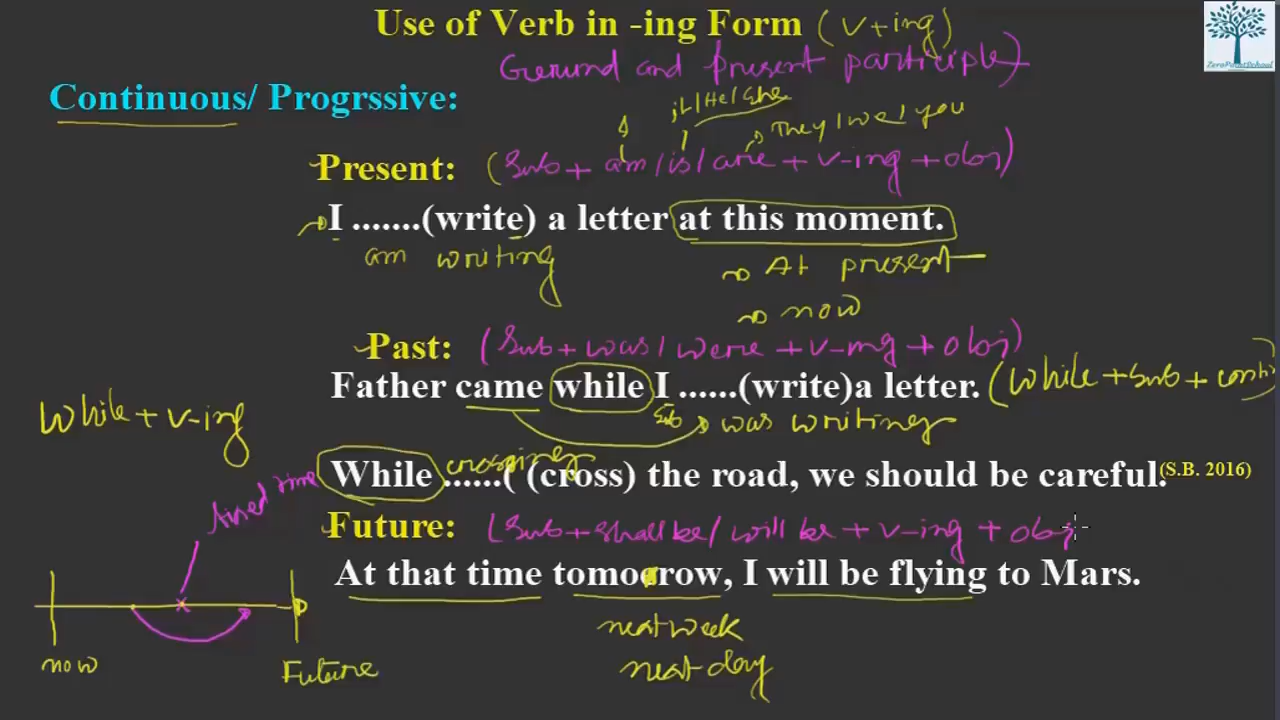 Use of Verb in -ing Form (v+ing)
ZeroPointSchool
Gerund and present participle)
Continuous/ Progrssive:
it/He/She
They/we/you
Present: (Sub + am/is/are + v-ing + obj)
I .......(write) a letter at this moment.
am writing
→ At present
→ now
Past: (Sub + was/were + v-ing + obj)
Father came while I ......(write)a letter. (While + sub + conti
While + v-ing
sub → was writing
crossing
While ......( (cross) the road, we should be careful.(S.B. 2016)
fixed time
Future: (Sub + shall be/ will be + v-ing + obj
At that time tomorrow, I will be flying to Mars.
next week
now
Future
next day